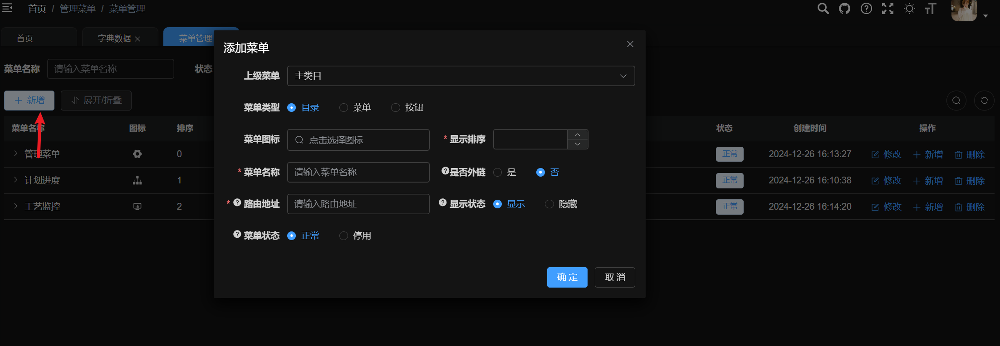 首页 / 管理菜单 / 菜单管理
首页
字典数据
菜单管理
菜单名称 请输入菜单名称 状态
新增 展开/折叠
菜单名称 图标 排序 状态 创建时间 操作
管理菜单 0 正常 2024-12-26 16:13:27 修改 新增 删除
计划进度 1 正常 2024-12-26 16:10:38 修改 新增 删除
工艺监控 2 正常 2024-12-26 16:14:20 修改 新增 删除
添加菜单
上级菜单 主类目
菜单类型 目录 菜单 按钮
菜单图标 点击选择图标 * 显示排序
* 菜单名称 请输入菜单名称 是否外链 是 否
* 路由地址 请输入路由地址 显示状态 显示 隐藏
菜单状态 正常 停用
确 定 取 消